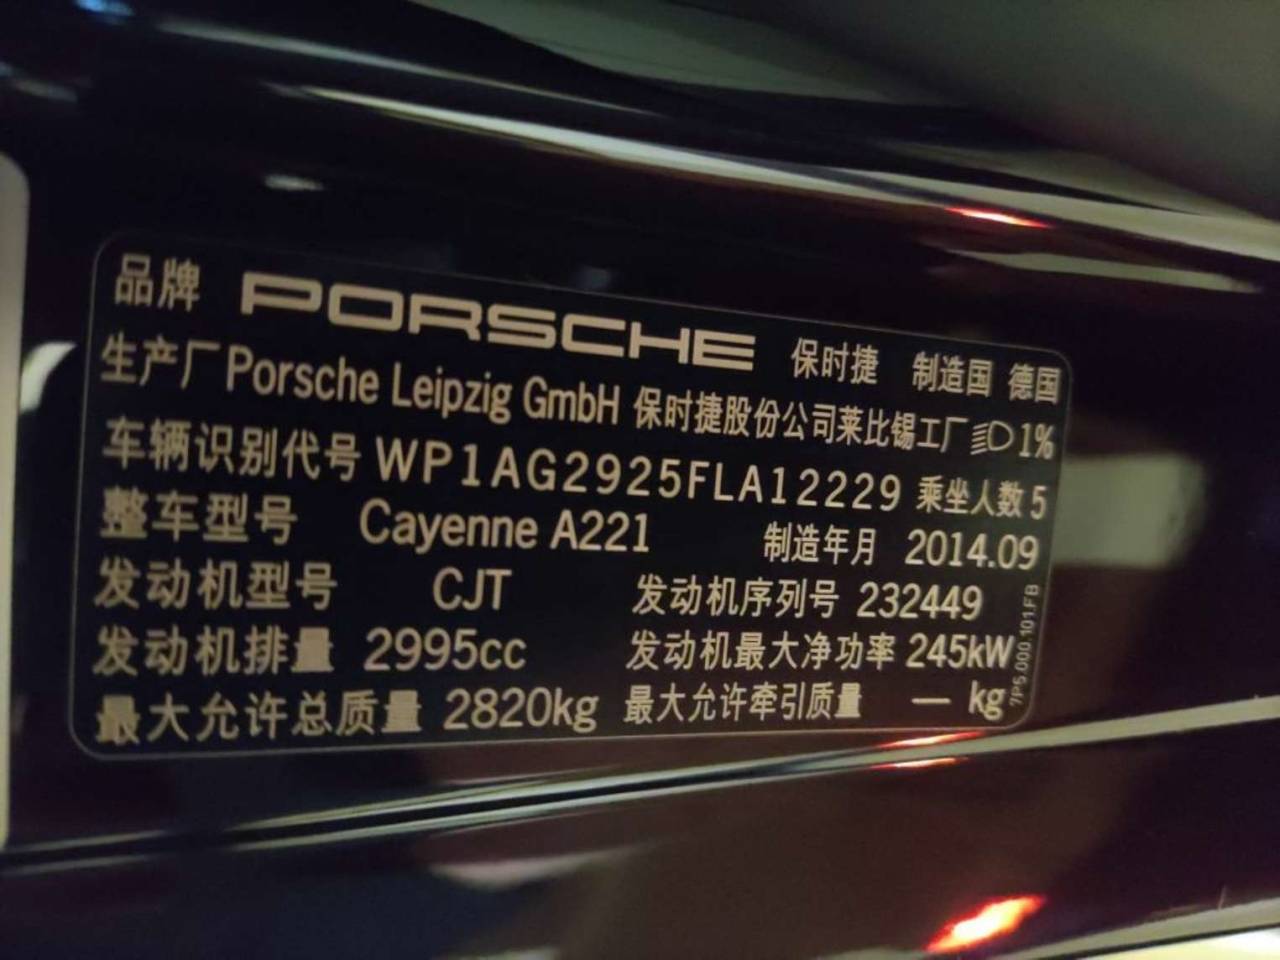 品牌 PORSCHE 保时捷 制造国 德国
生产厂 Porsche Leipzig GmbH 保时捷股份公司莱比锡工厂 1%
车辆识别代号 WP1AG2925FLA12229 乘坐人数 5
整车型号 Cayenne A221 制造年月 2014.09
发动机型号 CJT 发动机序列号 232449
发动机排量 2995cc 发动机最大净功率 245kW
最大允许总质量 2820kg 最大允许牵引质量 — kg
7P5.000.101.FB